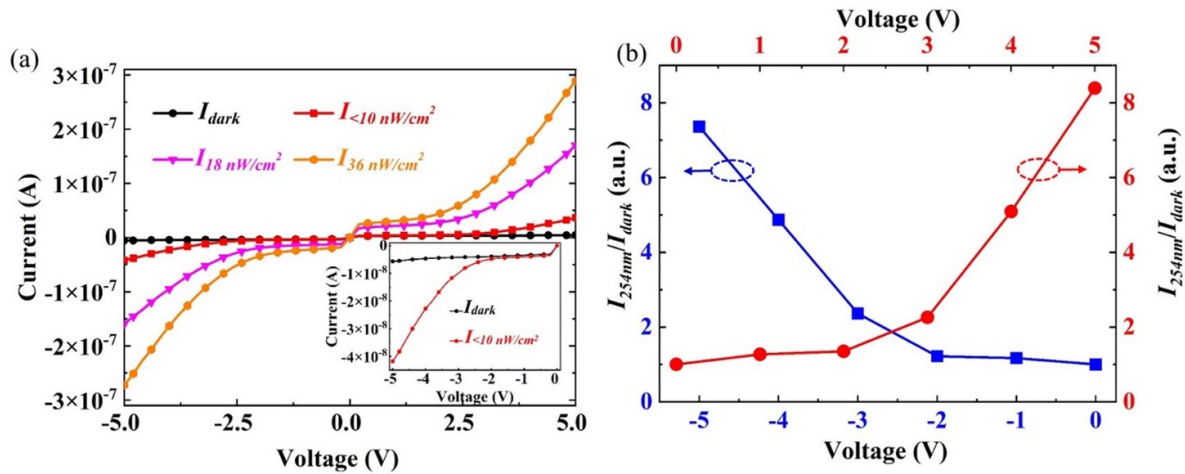 (a)
3×10⁻⁷
2×10⁻⁷
1×10⁻⁷
0
-1×10⁻⁷
-2×10⁻⁷
-3×10⁻⁷
Current (A)
I_dark
I_<10 nW/cm²
I_18 nW/cm²
I_36 nW/cm²
-5.0 -2.5 0.0 2.5 5.0
Voltage (V)
0
-1×10⁻⁸
-2×10⁻⁸
-3×10⁻⁸
-4×10⁻⁸
Current (A)
I_dark
I_<10 nW/cm²
-5 -4 -3 -2 -1 0
Voltage (V)
(b)
Voltage (V)
0 1 2 3 4 5
8
6
4
2
0
I_254nm/I_dark (a.u.)
8
6
4
2
0
I_254nm/I_dark (a.u.)
-5 -4 -3 -2 -1 0
Voltage (V)